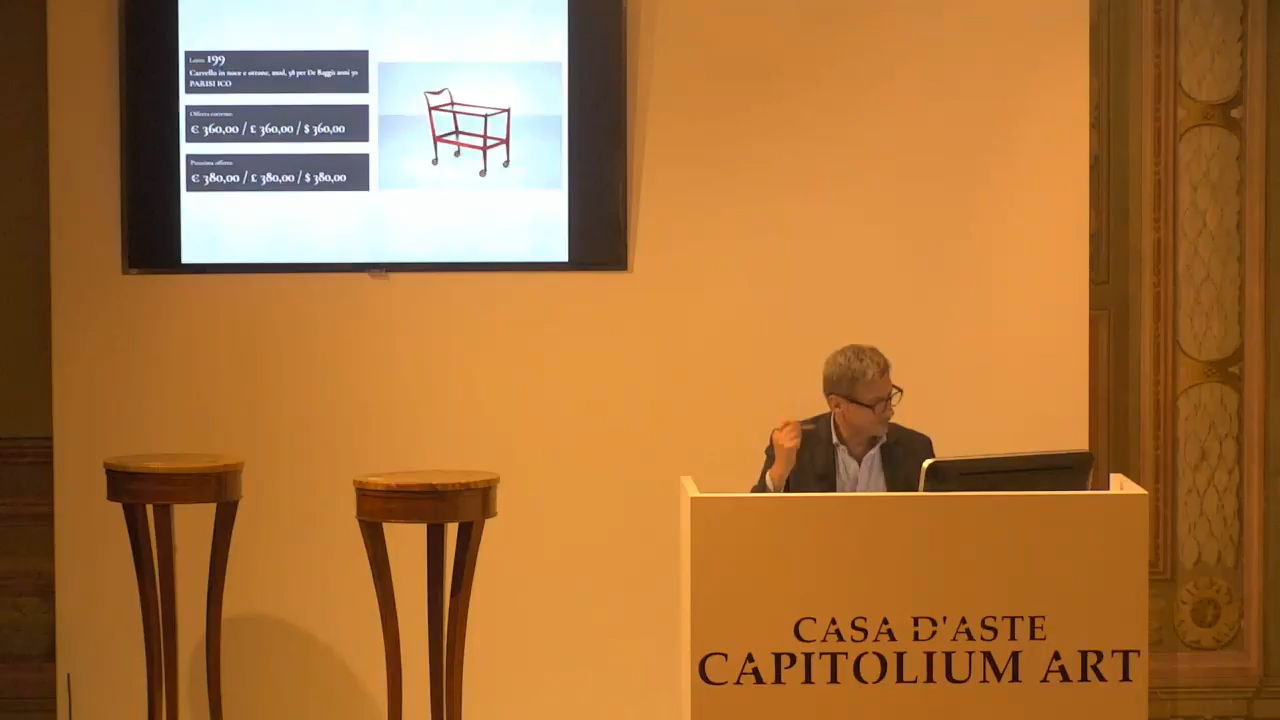 Lotto 199
Carrello in noce e ottone, mod, 58 per De Baggis anni 50
PARISI ICO
Offerta corrente:
€ 360,00 / £ 360,00 / $ 360,00
Prossima offerta:
€ 380,00 / £ 380,00 / $ 380,00
CASA D'ASTE
CAPITOLIUM ART